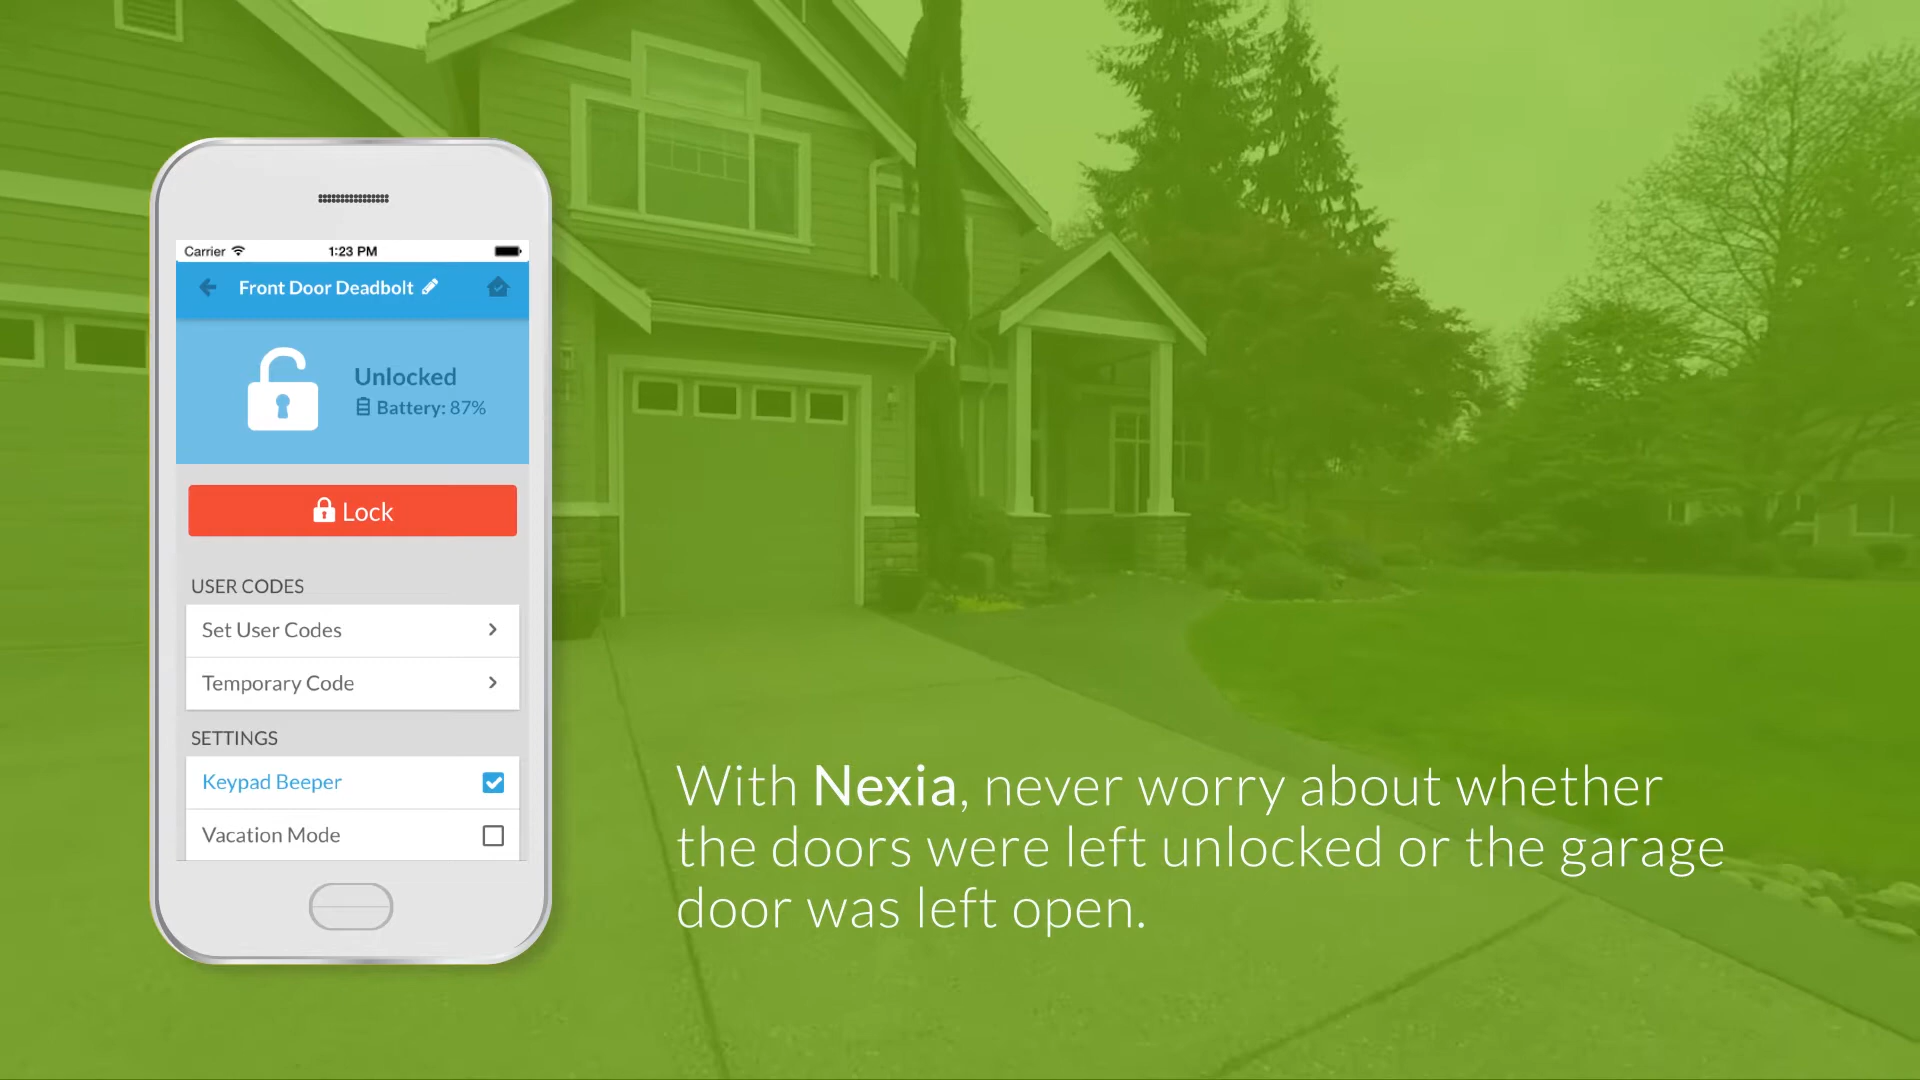 Carrier 1:23 PM
Front Door Deadbolt
Unlocked
Battery: 87%
Lock
USER CODES
Set User Codes
Temporary Code
SETTINGS
Keypad Beeper
Vacation Mode
With Nexia, never worry about whether
the doors were left unlocked or the garage
door was left open.